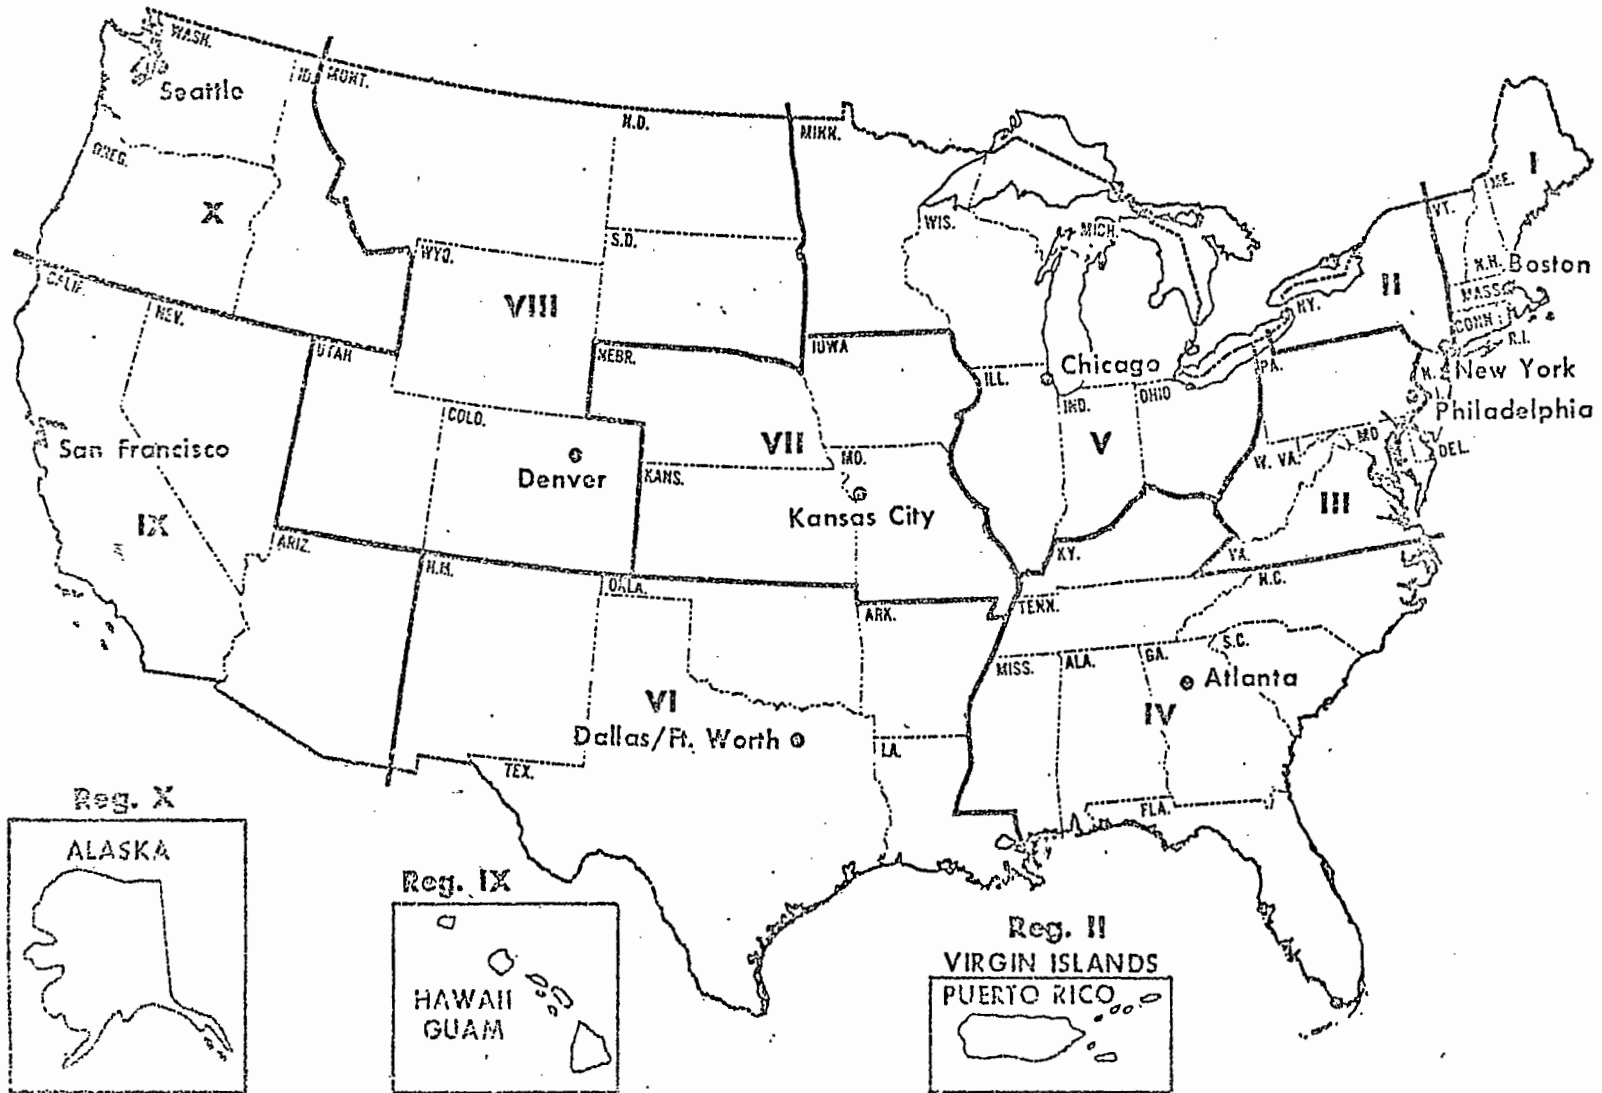 WASH.
Seattle
ID.
MONT.
N.D.
MINN.
OREG.
X
S.D.
WIS.
MICH.
I
ME.
VT.
N.H.
Boston
MASS.
CONN.
R.I.
II
N.Y.
CALIF.
NEV.
WYO.
VIII
UTAH
NEBR.
IOWA
ILL.
Chicago
IND.
OHIO
PA.
N.
New York
Philadelphia
COLO.
Denver
VII
KANS.
MO.
Kansas City
V
W. VA.
MD
DEL.
III
San Francisco
IX
ARIZ.
N.M.
OKLA.
ARK.
KY.
VA.
TENN.
N.C.
S.C.
MISS.
ALA.
GA.
Atlanta
IV
VI
Dallas/Ft. Worth
LA.
TEX.
FLA.
Reg. X
ALASKA
Reg. IX
HAWAII
GUAM
Reg. II
VIRGIN ISLANDS
PUERTO RICO